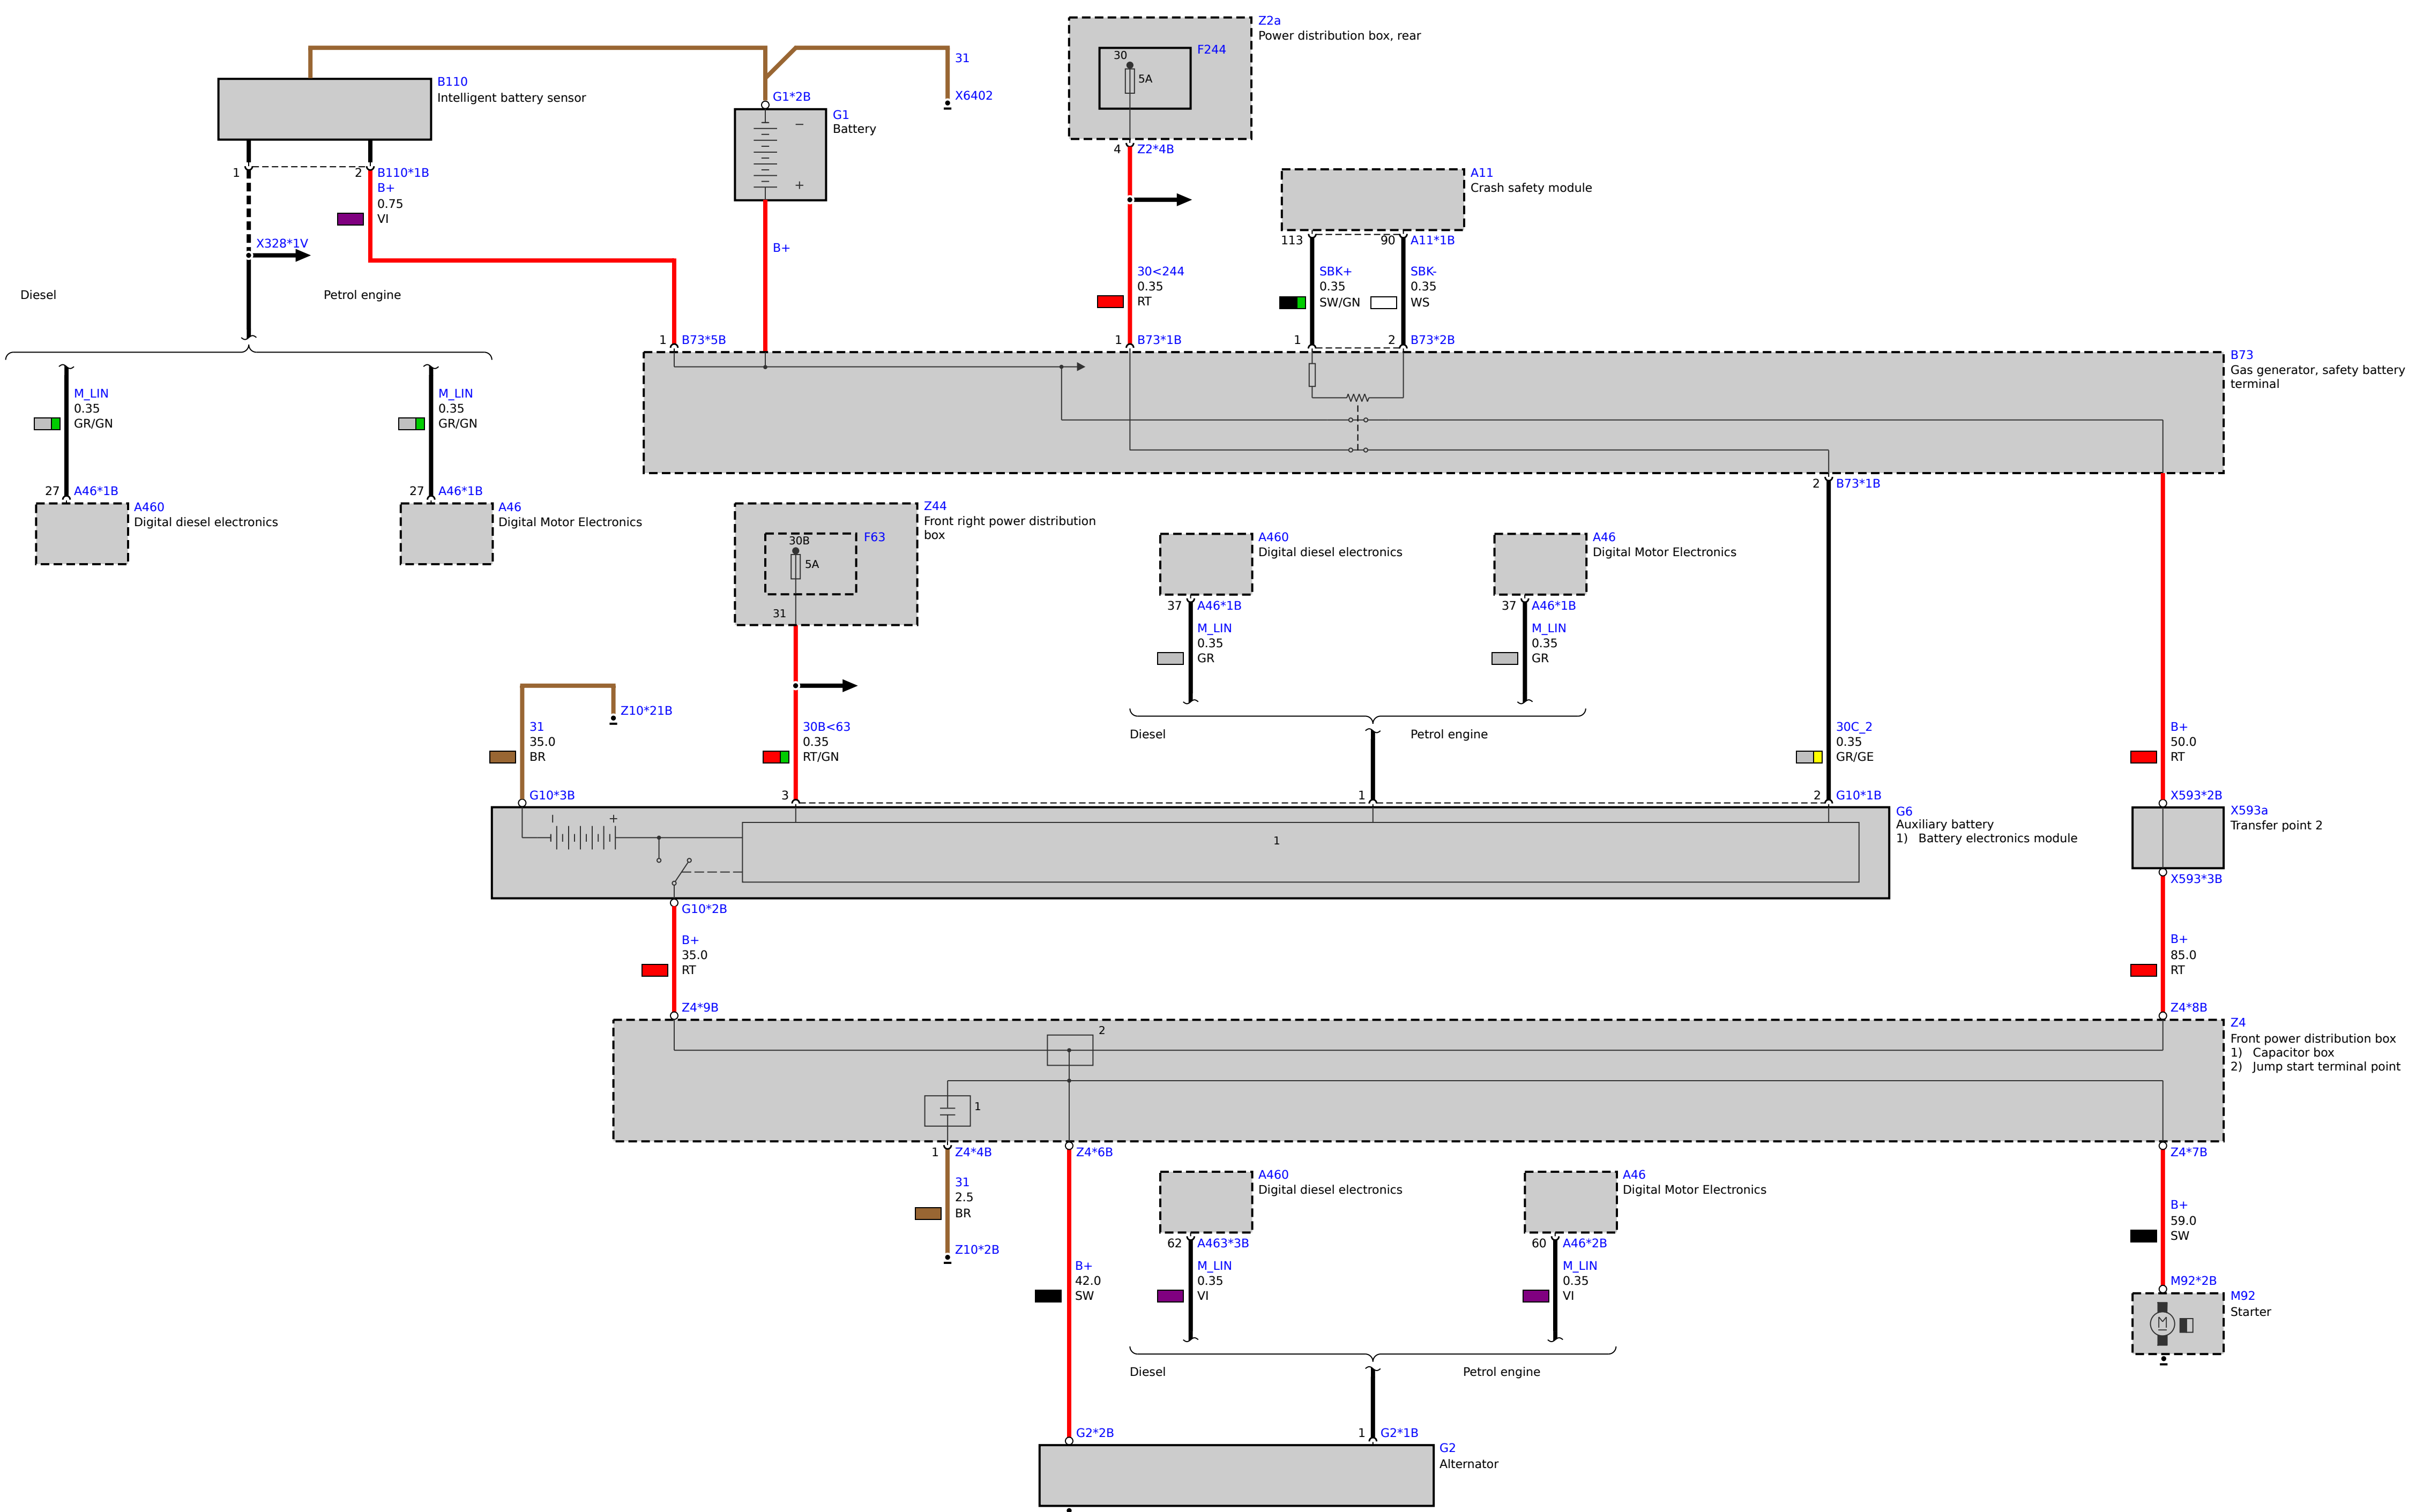 Z2a
Power distribution box, rear
30
F244
5A
31
B110
Intelligent battery sensor
G1*2B
X6402
G1
Battery
−
+
4
Z2*4B
1
2
B110*1B
B+
0.75
VI
A11
Crash safety module
X328*1V
B+
113
90
A11*1B
Diesel
Petrol engine
30<244
0.35
RT
SBK+
0.35
SW/GN
SBK-
0.35
WS
1
B73*5B
1
B73*1B
1
2
B73*2B
B73
Gas generator, safety battery
terminal
M_LIN
0.35
GR/GN
M_LIN
0.35
GR/GN
27
A46*1B
27
A46*1B
2
B73*1B
A460
Digital diesel electronics
A46
Digital Motor Electronics
Z44
Front right power distribution
box
30B
F63
5A
31
A460
Digital diesel electronics
A46
Digital Motor Electronics
37
A46*1B
M_LIN
0.35
GR
37
A46*1B
M_LIN
0.35
GR
Z10*21B
31
35.0
BR
30B<63
0.35
RT/GN
Diesel
Petrol engine
30C_2
0.35
GR/GE
B+
50.0
RT
G10*3B
3
1
2
G10*1B
X593*2B
−
+
1
G6
Auxiliary battery
1) Battery electronics module
X593a
Transfer point 2
G10*2B
X593*3B
B+
35.0
RT
B+
85.0
RT
Z4*9B
Z4*8B
2
1
Z4
Front power distribution box
1) Capacitor box
2) Jump start terminal point
1
Z4*4B
Z4*6B
Z4*7B
31
2.5
BR
A460
Digital diesel electronics
A46
Digital Motor Electronics
B+
59.0
SW
Z10*2B
62
A463*3B
60
A46*2B
B+
42.0
SW
M_LIN
0.35
VI
M_LIN
0.35
VI
M92*2B
M92
Starter
M
Diesel
Petrol engine
G2*2B
1
G2*1B
G2
Alternator